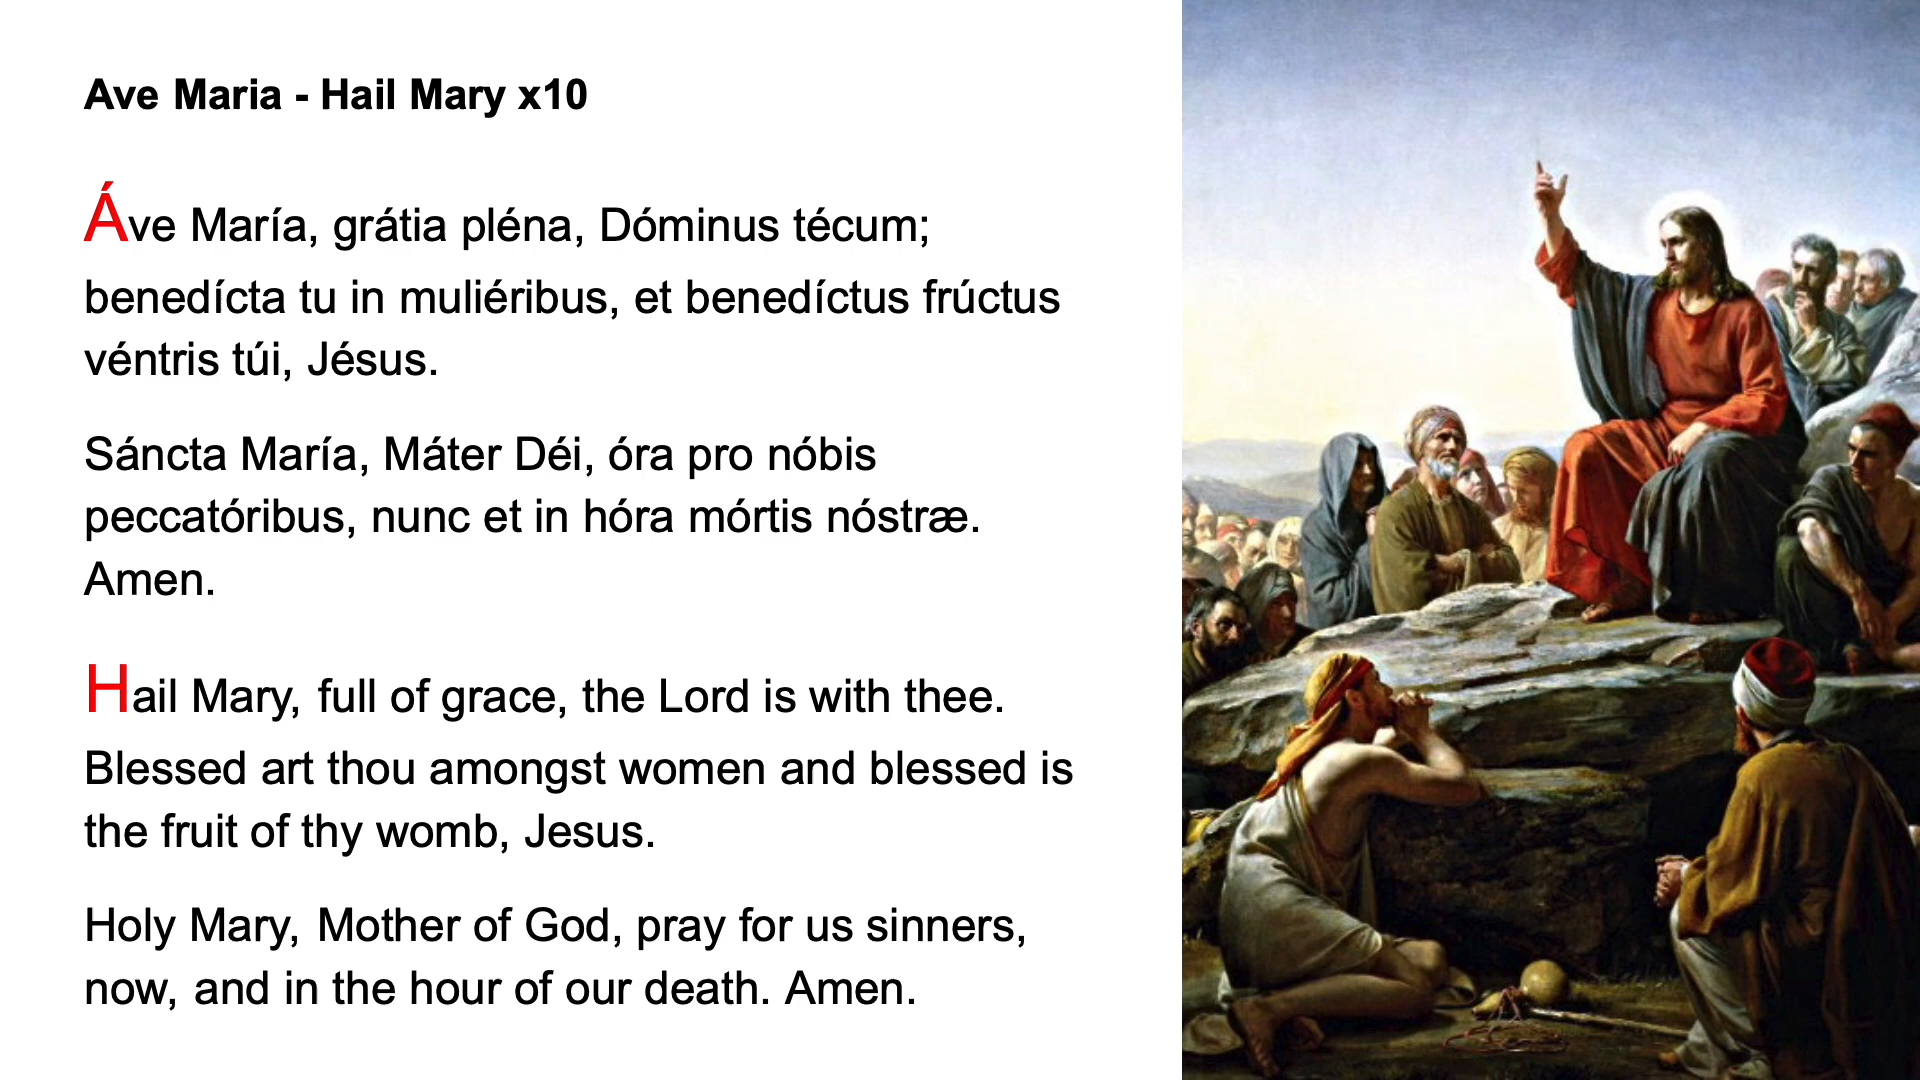 Ave Maria - Hail Mary x10
Áve María, grátia pléna, Dóminus técum;
benedícta tu in muliéribus, et benedíctus frúctus
véntris túi, Jésus.
Sáncta María, Máter Déi, óra pro nóbis
peccatóribus, nunc et in hóra mórtis nóstræ.
Amen.
Hail Mary, full of grace, the Lord is with thee.
Blessed art thou amongst women and blessed is
the fruit of thy womb, Jesus.
Holy Mary, Mother of God, pray for us sinners,
now, and in the hour of our death. Amen.